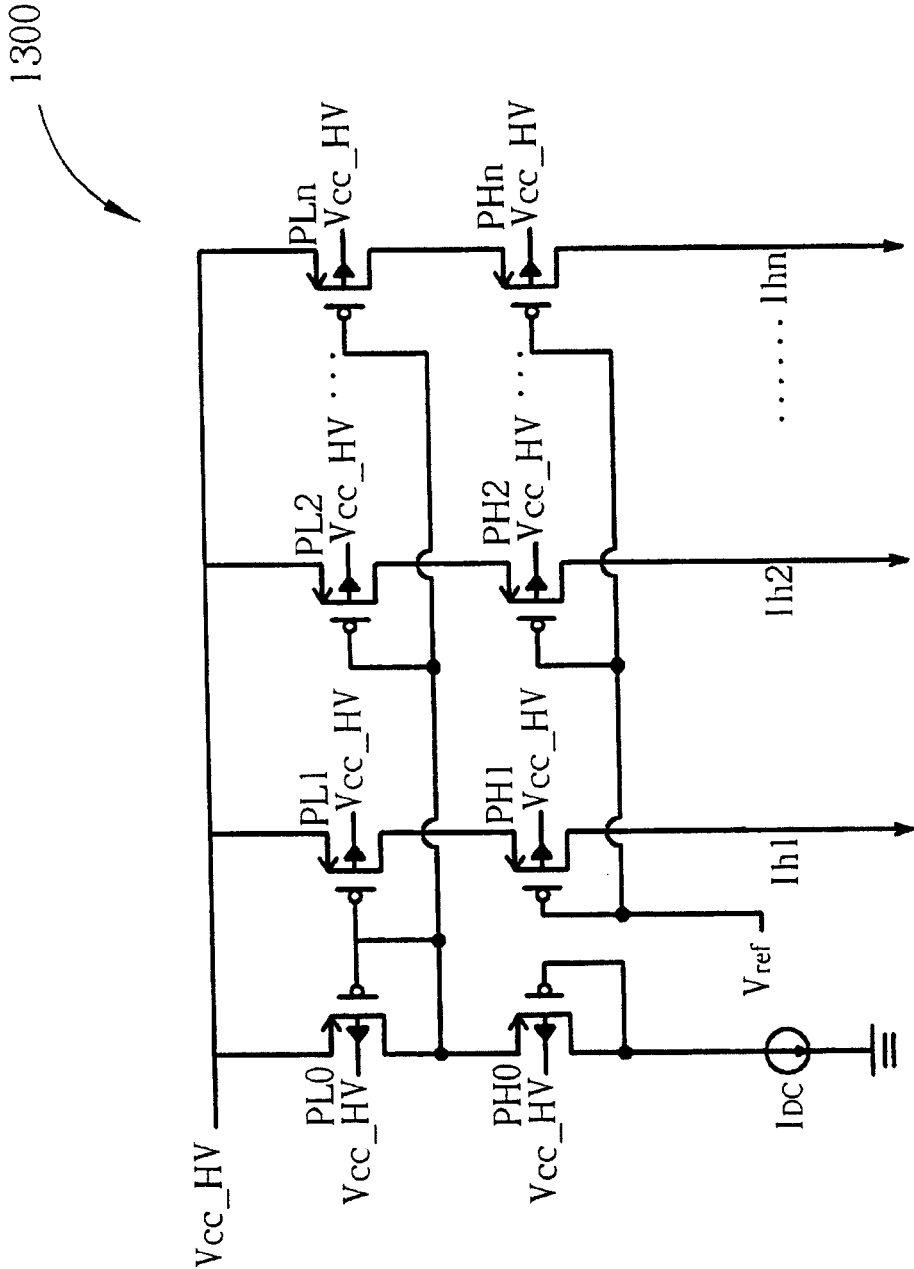 1300
Vcc_HV
PL0
Vcc_HV
PL1
Vcc_HV
PL2
Vcc_HV
...
PLn
Vcc_HV
PH0
Vcc_HV
PH1
Vcc_HV
PH2
Vcc_HV
...
PHn
Vcc_HV
IDC
Vref
Ih1
Ih2
......
Ihn